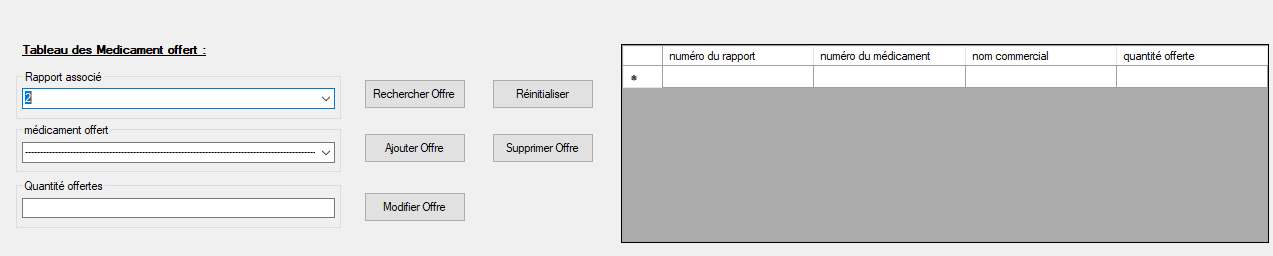 Tableau des Medicament offert :
Rapport associé
2
Rechercher Offre
Réinitialiser
médicament offert
Ajouter Offre
Supprimer Offre
Quantité offertes
Modifier Offre
numéro du rapport numéro du médicament nom commercial quantité offerte